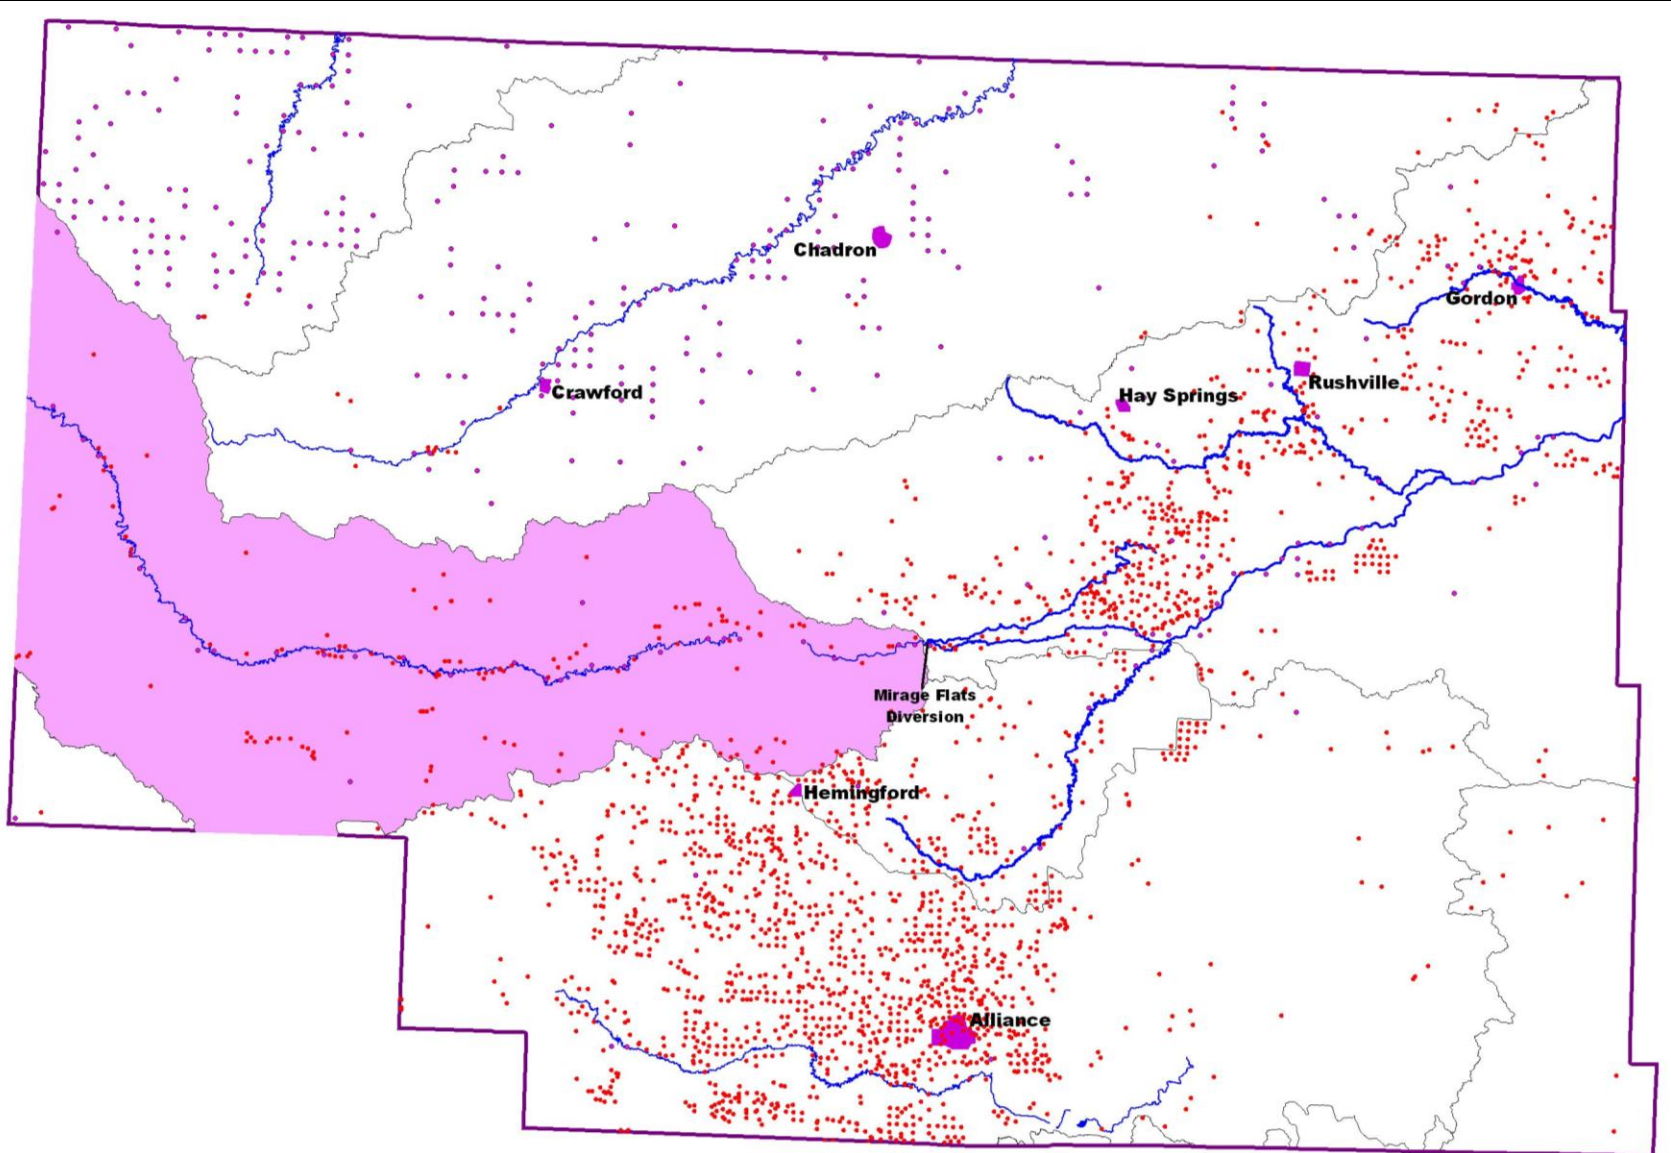 Chadron
Gordon
Crawford
Hay Springs
Rushville
Mirage Flats
Diversion
Hemingford
Alliance